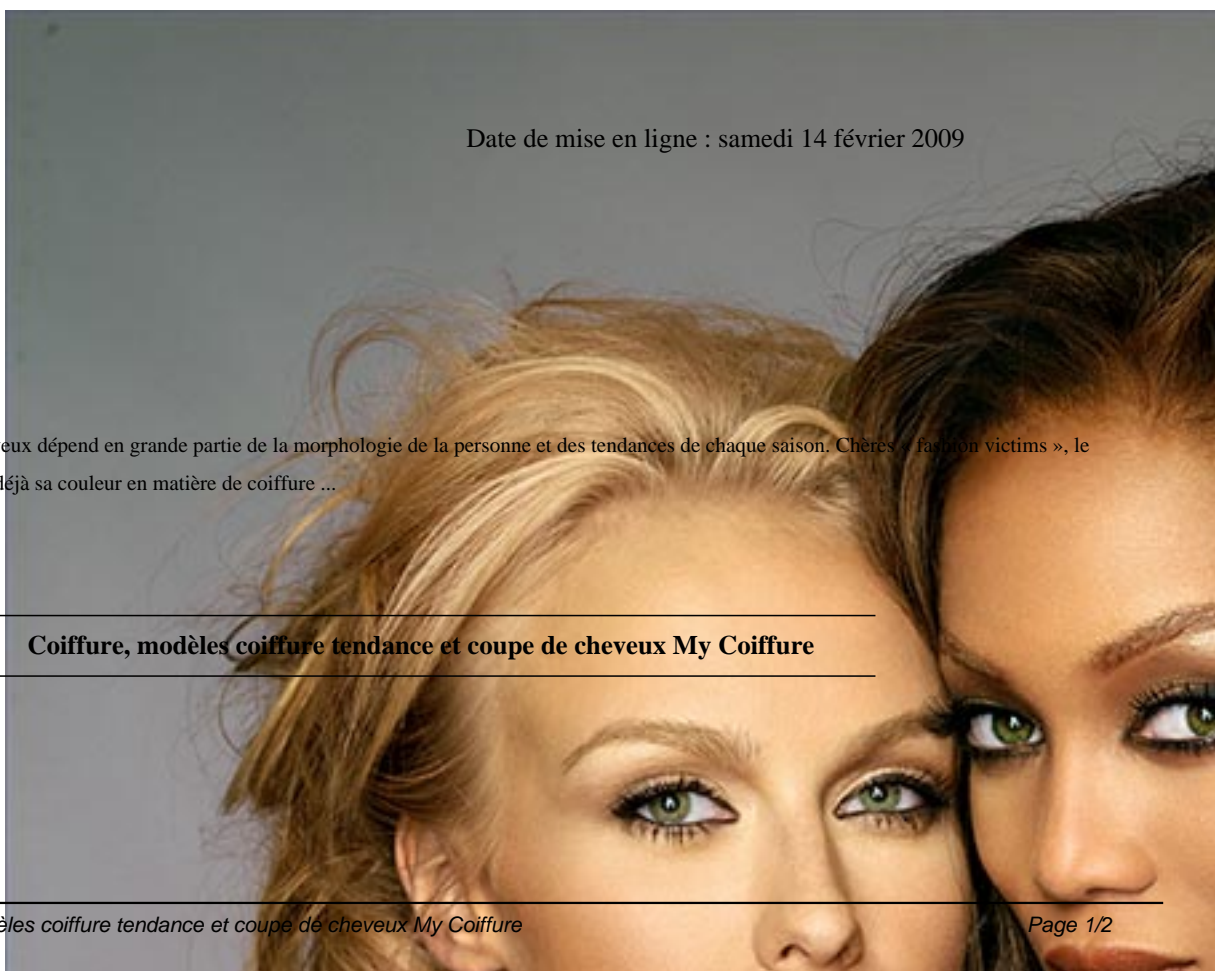 Date de mise en ligne : samedi 14 février 2009
dépend en grande partie de la morphologie de la personne et des tendances de chaque saison. Chères « fashion victims », le
déjà sa couleur en matière de coiffure ...
Coiffure, modèles coiffure tendance et coupe de cheveux My Coiffure
coiffure tendance et coupe de cheveux My Coiffure
Page 1/2